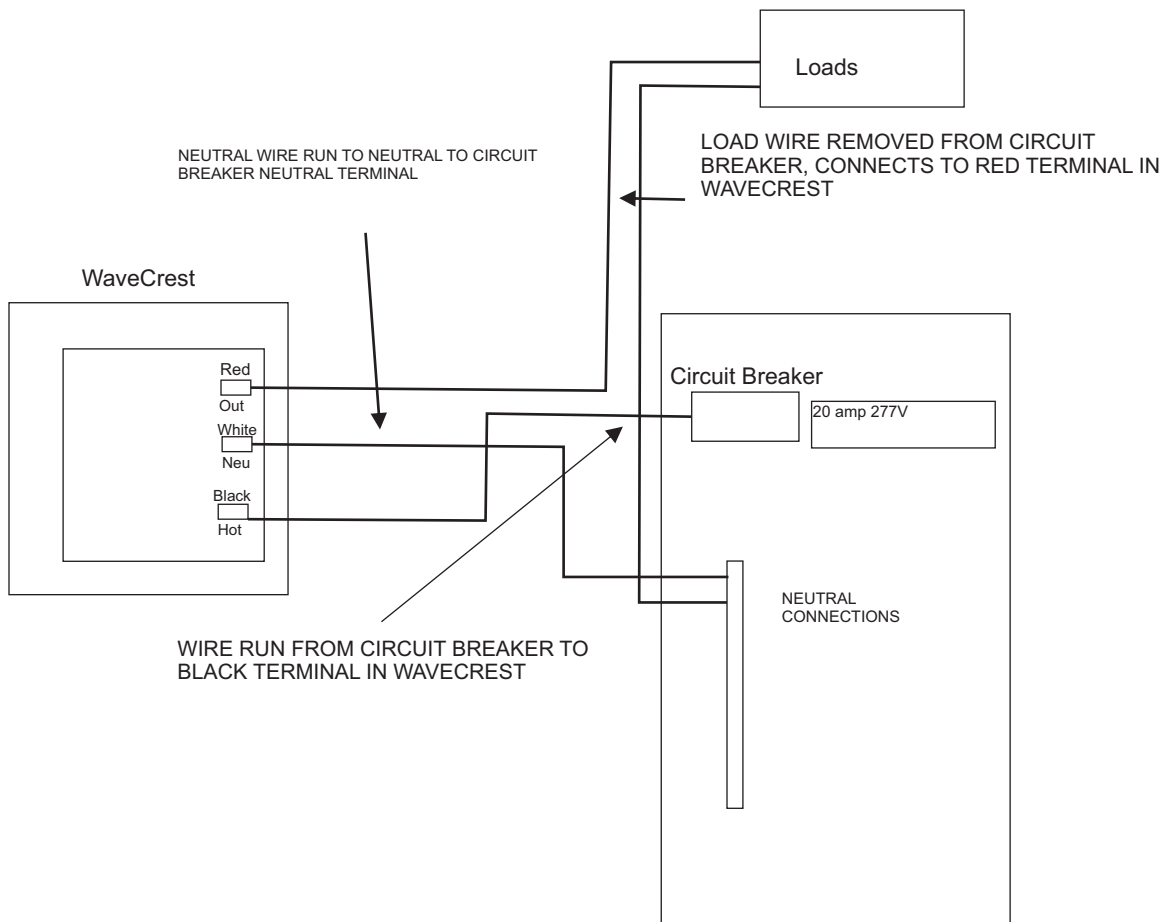 Loads
LOAD WIRE REMOVED FROM CIRCUIT
BREAKER, CONNECTS TO RED TERMINAL IN
WAVECREST
NEUTRAL WIRE RUN TO NEUTRAL TO CIRCUIT
BREAKER NEUTRAL TERMINAL
WaveCrest
Red
Out
White
Neu
Black
Hot
Circuit Breaker
20 amp 277V
NEUTRAL
CONNECTIONS
WIRE RUN FROM CIRCUIT BREAKER TO
BLACK TERMINAL IN WAVECREST